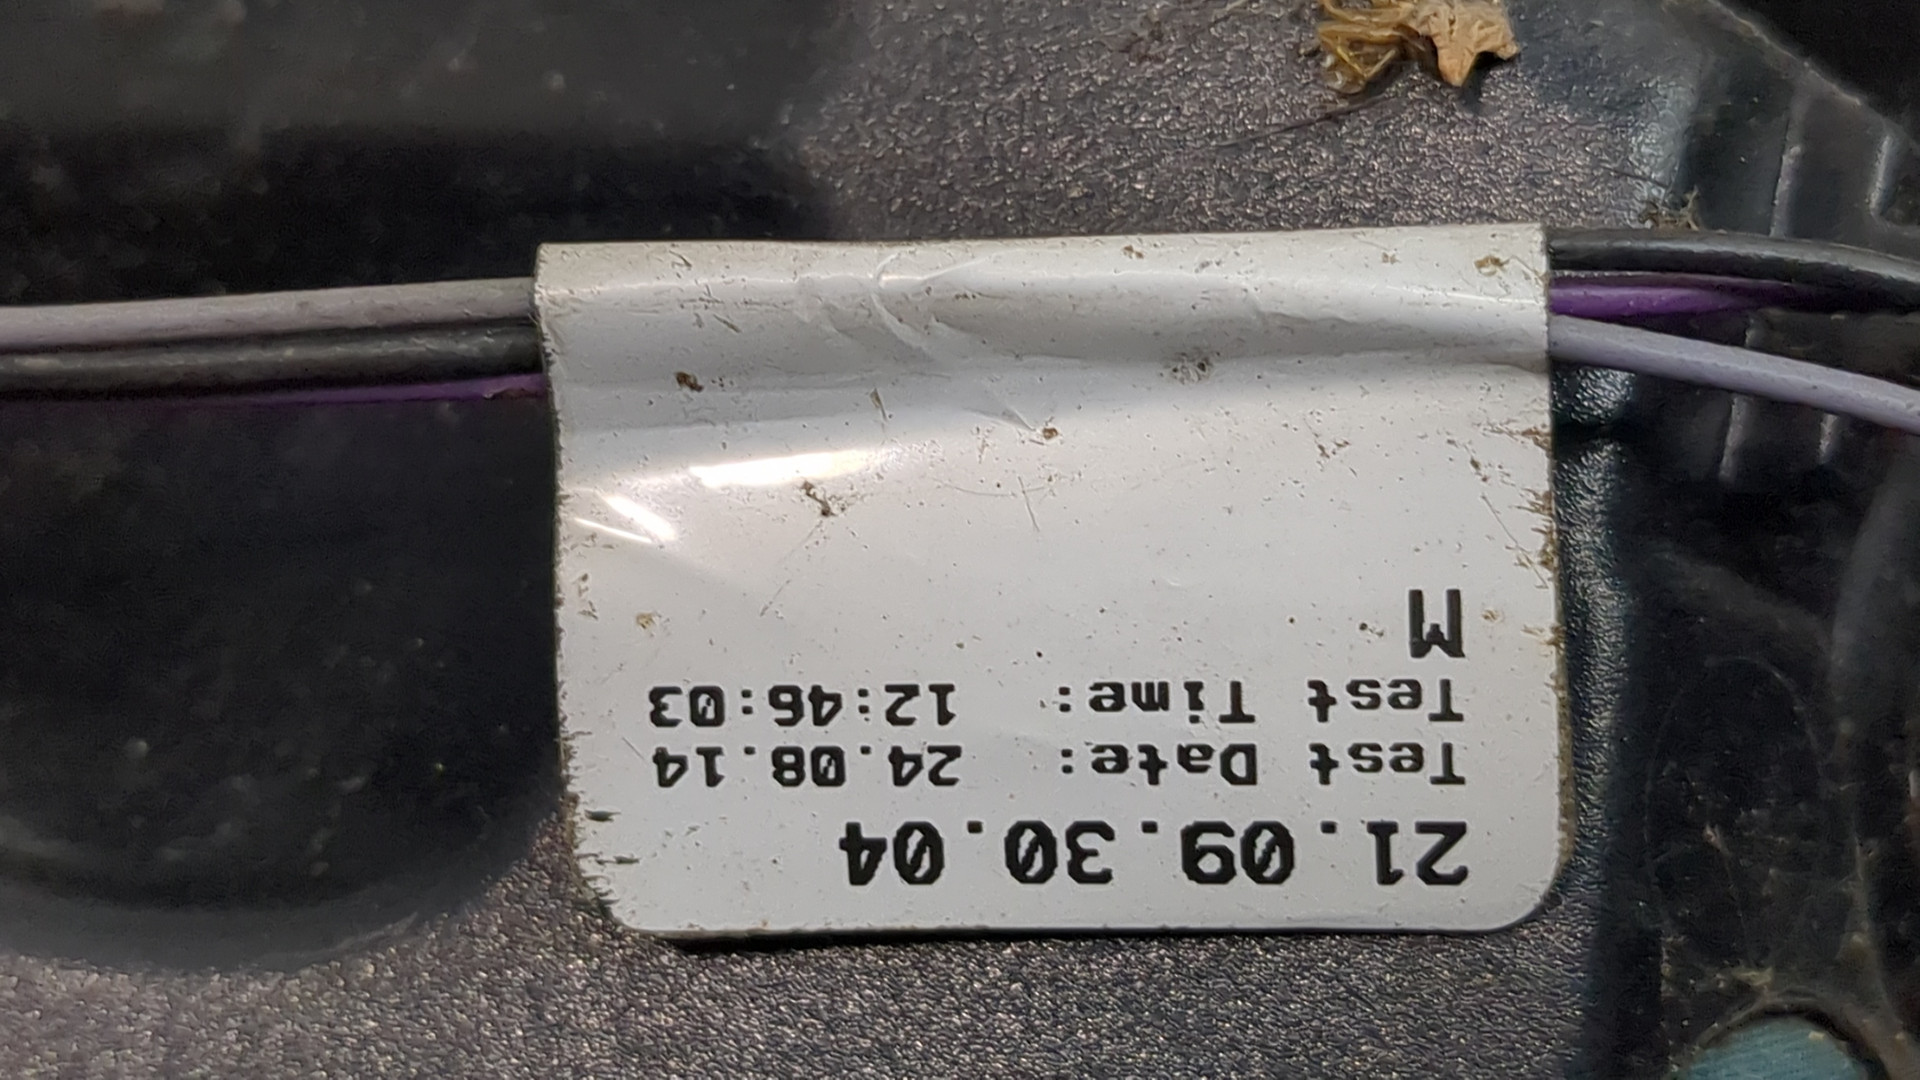 21.09.30.04
Test Date: 24.08.14
Test Time: 12:46:03
M